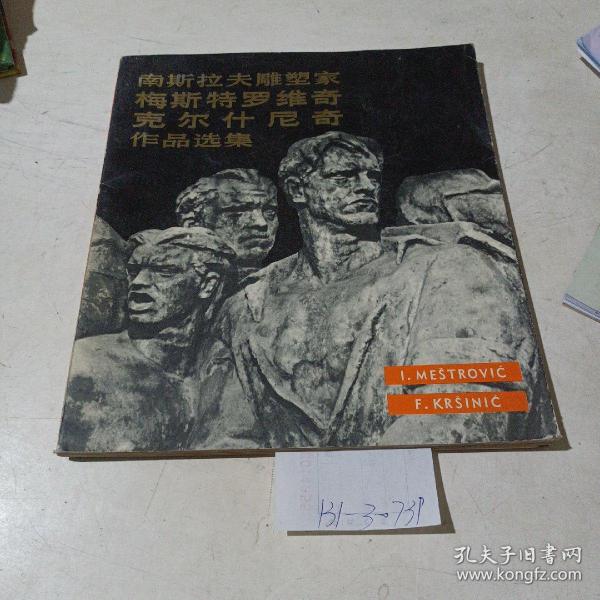 南斯拉夫雕塑家
梅斯特罗维奇
克尔什尼奇
作品选集
I. MEŠTROVIĆ
F. KRŠINIĆ
131-3-0731
孔夫子旧书网
www.kongfz.com